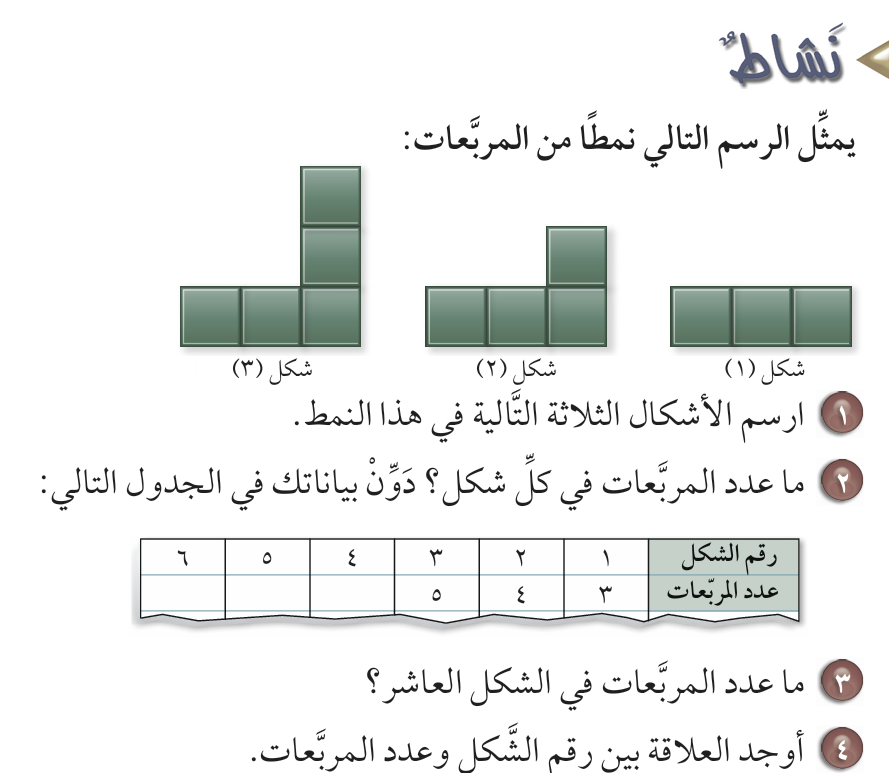 نَشاطٌ
يمثِّل الرسم التالي نمطًا من المربَّعات:
شكل (١) شكل (٢) شكل (٣)
١ ارسم الأشكال الثلاثة التَّالية في هذا النمط.
٢ ما عدد المربَّعات في كلِّ شكل؟ دَوِّنْ بياناتك في الجدول التالي:
رقم الشكل ١ ٢ ٣ ٤ ٥ ٦
عدد المربّعات ٣ ٤ ٥
٣ ما عدد المربَّعات في الشكل العاشر؟
٤ أوجد العلاقة بين رقم الشَّكل وعدد المربَّعات.